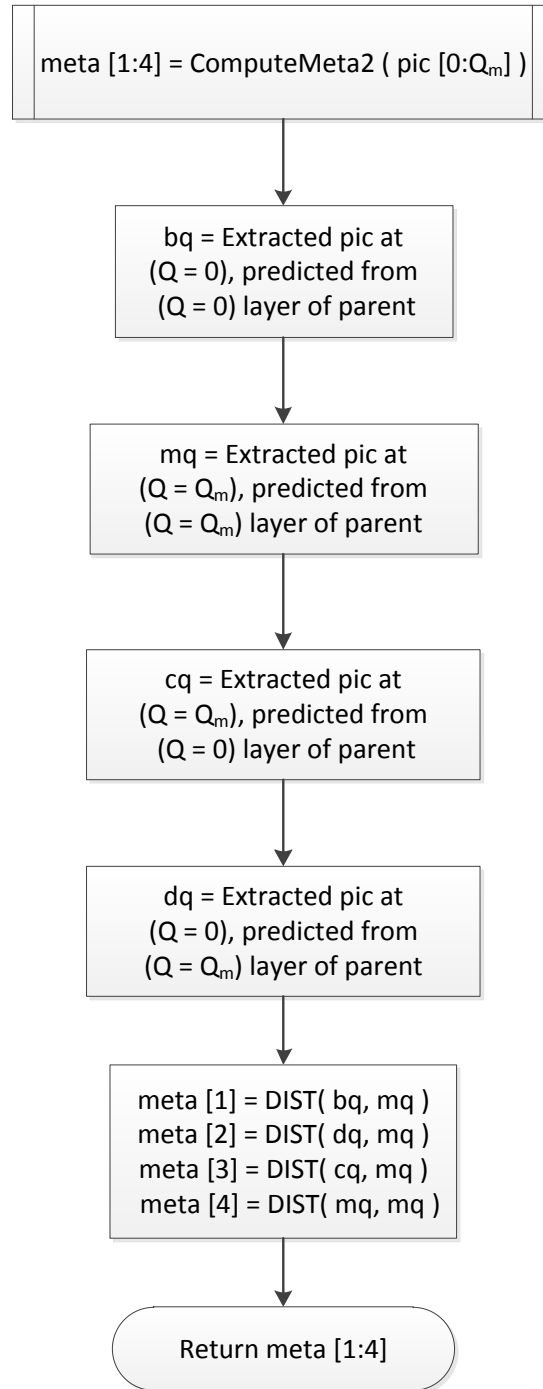 meta [1:4] = ComputeMeta2 ( pic [0:Qₘ] )
bq = Extracted pic at
(Q = 0), predicted from
(Q = 0) layer of parent
mq = Extracted pic at
(Q = Qₘ), predicted from
(Q = Qₘ) layer of parent
cq = Extracted pic at
(Q = Qₘ), predicted from
(Q = 0) layer of parent
dq = Extracted pic at
(Q = 0), predicted from
(Q = Qₘ) layer of parent
meta [1] = DIST( bq, mq )
meta [2] = DIST( dq, mq )
meta [3] = DIST( cq, mq )
meta [4] = DIST( mq, mq )
Return meta [1:4]